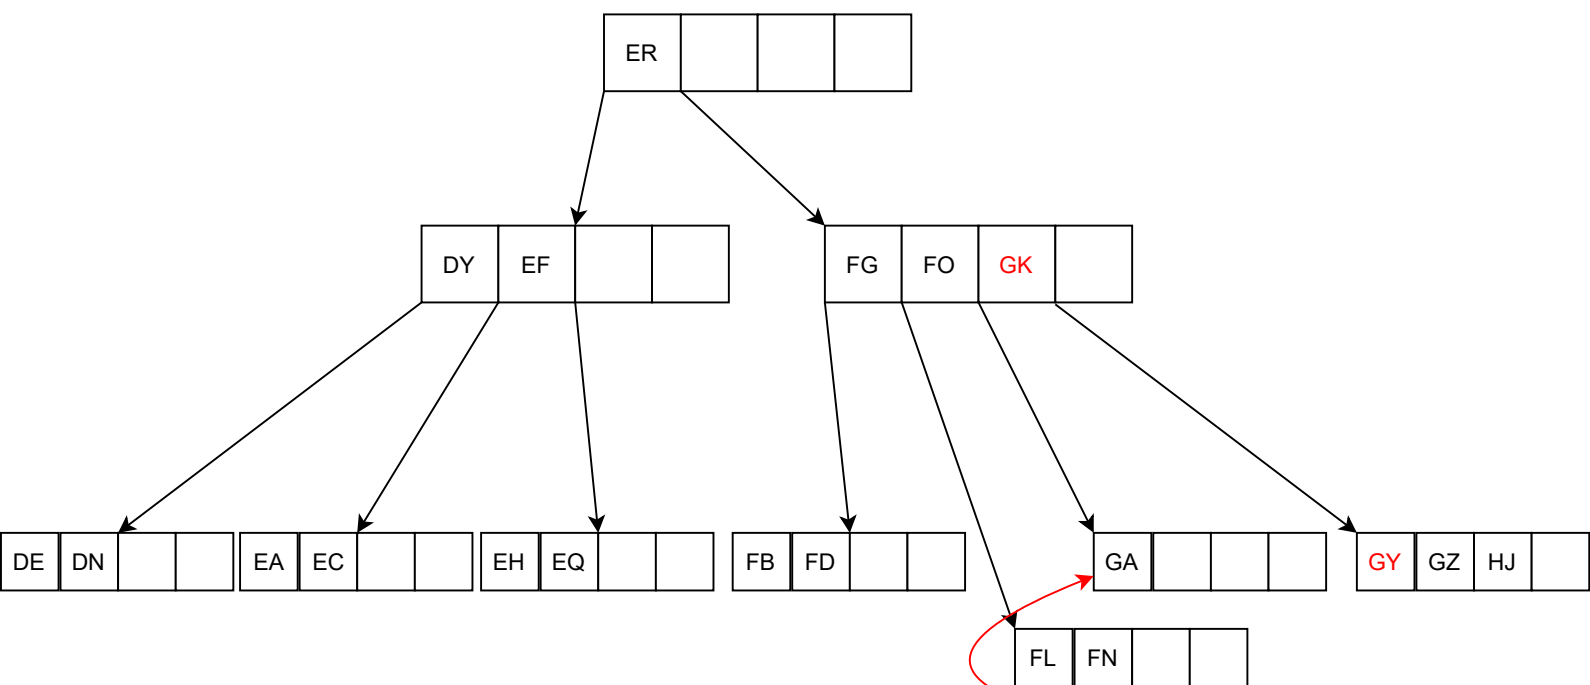 ER
DY EF FG FO GK
DE DN EA EC EH EQ FB FD GA GY GZ HJ
FL FN